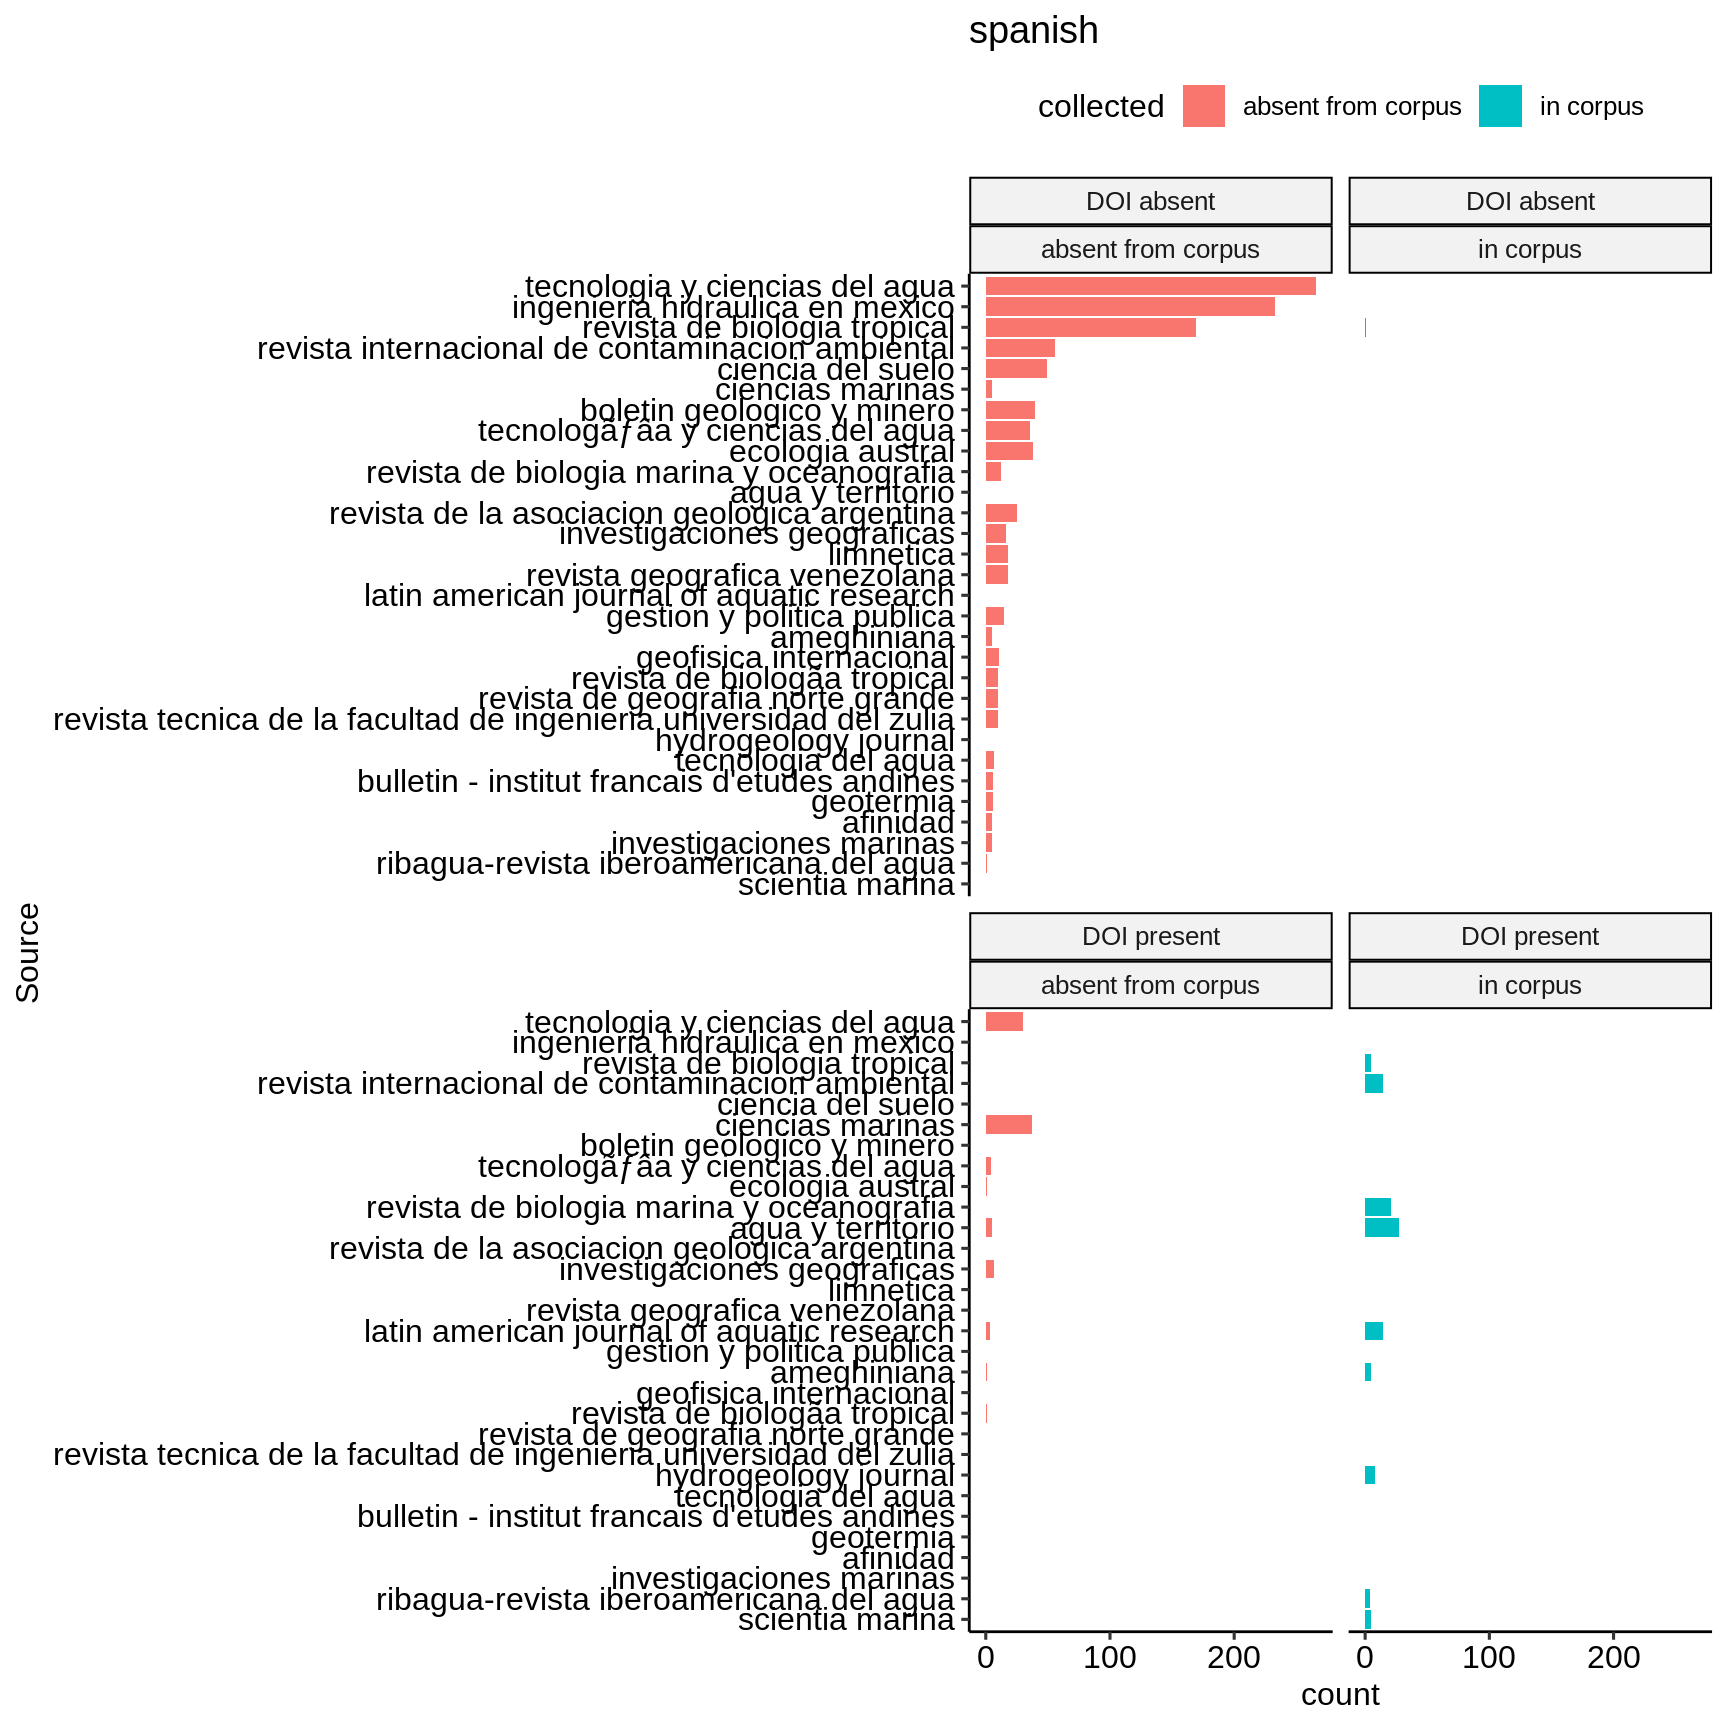 spanish
collected absent from corpus in corpus
DOI absent DOI absent
absent from corpus in corpus
tecnologia y ciencias del agua
ingenieria hidraulica en mexico
revista de biologia tropical
revista internacional de contaminacion ambiental
ciencia del suelo
ciencias marinas
boletin geologico y minero
tecnologãƒâa y ciencias del agua
ecologia austral
revista de biologia marina y oceanografia
agua y territorio
revista de la asociacion geologica argentina
investigaciones geograficas
limnetica
revista geografica venezolana
latin american journal of aquatic research
gestion y politica publica
ameghiniana
geofisica internacional
revista de biologãa tropical
revista de geografia norte grande
revista tecnica de la facultad de ingenieria universidad del zulia
hydrogeology journal
tecnologia del agua
bulletin - institut francais d'etudes andines
geotermia
afinidad
investigaciones marinas
ribagua-revista iberoamericana del agua
scientia marina
Source
DOI present DOI present
absent from corpus in corpus
tecnologia y ciencias del agua
ingenieria hidraulica en mexico
revista de biologia tropical
revista internacional de contaminacion ambiental
ciencia del suelo
ciencias marinas
boletin geologico y minero
tecnologãƒâa y ciencias del agua
ecologia austral
revista de biologia marina y oceanografia
agua y territorio
revista de la asociacion geologica argentina
investigaciones geograficas
limnetica
revista geografica venezolana
latin american journal of aquatic research
gestion y politica publica
ameghiniana
geofisica internacional
revista de biologãa tropical
revista de geografia norte grande
revista tecnica de la facultad de ingenieria universidad del zulia
hydrogeology journal
tecnologia del agua
bulletin - institut francais d'etudes andines
geotermia
afinidad
investigaciones marinas
ribagua-revista iberoamericana del agua
scientia marina
0 100 200 0 100 200
count